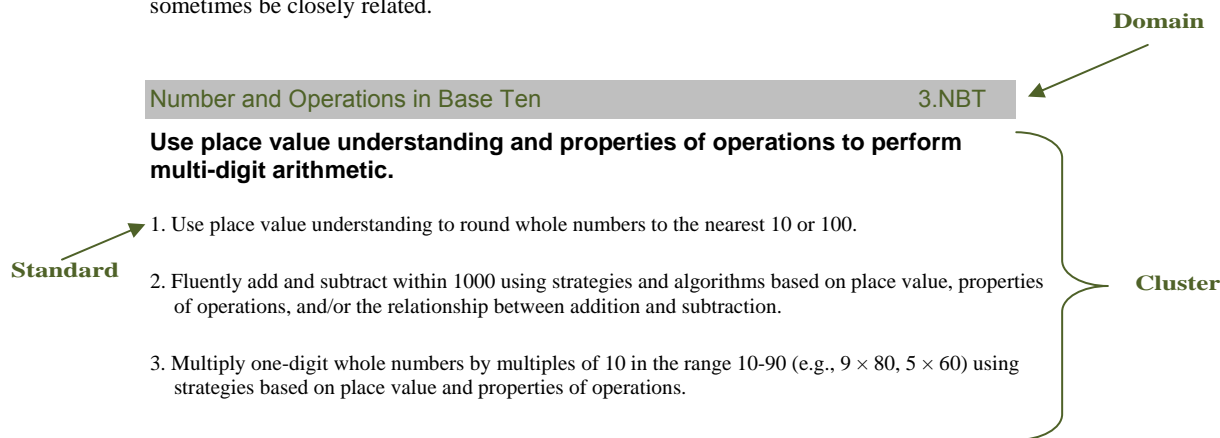 sometimes be closely related.
Domain
Number and Operations in Base Ten 3.NBT
Use place value understanding and properties of operations to perform
multi-digit arithmetic.
1. Use place value understanding to round whole numbers to the nearest 10 or 100.
Standard
2. Fluently add and subtract within 1000 using strategies and algorithms based on place value, properties
of operations, and/or the relationship between addition and subtraction.
Cluster
3. Multiply one-digit whole numbers by multiples of 10 in the range 10-90 (e.g., 9 × 80, 5 × 60) using
strategies based on place value and properties of operations.